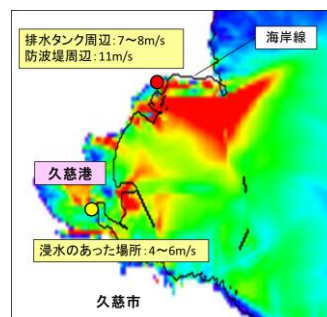 排水タンク周辺:7~8m/s
防波堤周辺:11m/s
海岸線
久慈港
浸水のあった場所:4~6m/s
久慈市